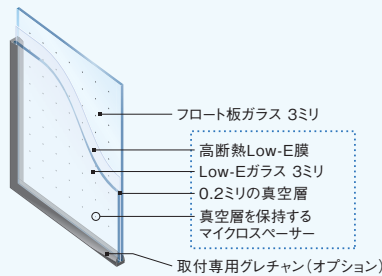 フロート板ガラス 3ミリ
高断熱Low-E膜
Low-Eガラス 3ミリ
0.2ミリの真空層
真空層を保持する
マイクロスペーサー
取付専用グレチャン(オプション)